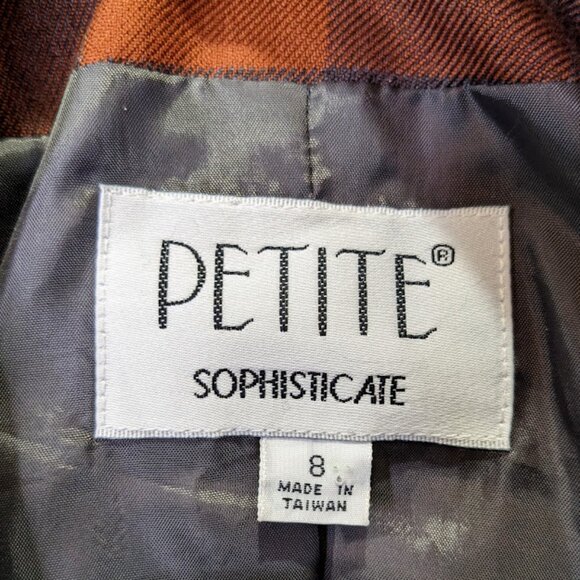 PETITE®
SOPHISTICATE
8
MADE IN
TAIWAN